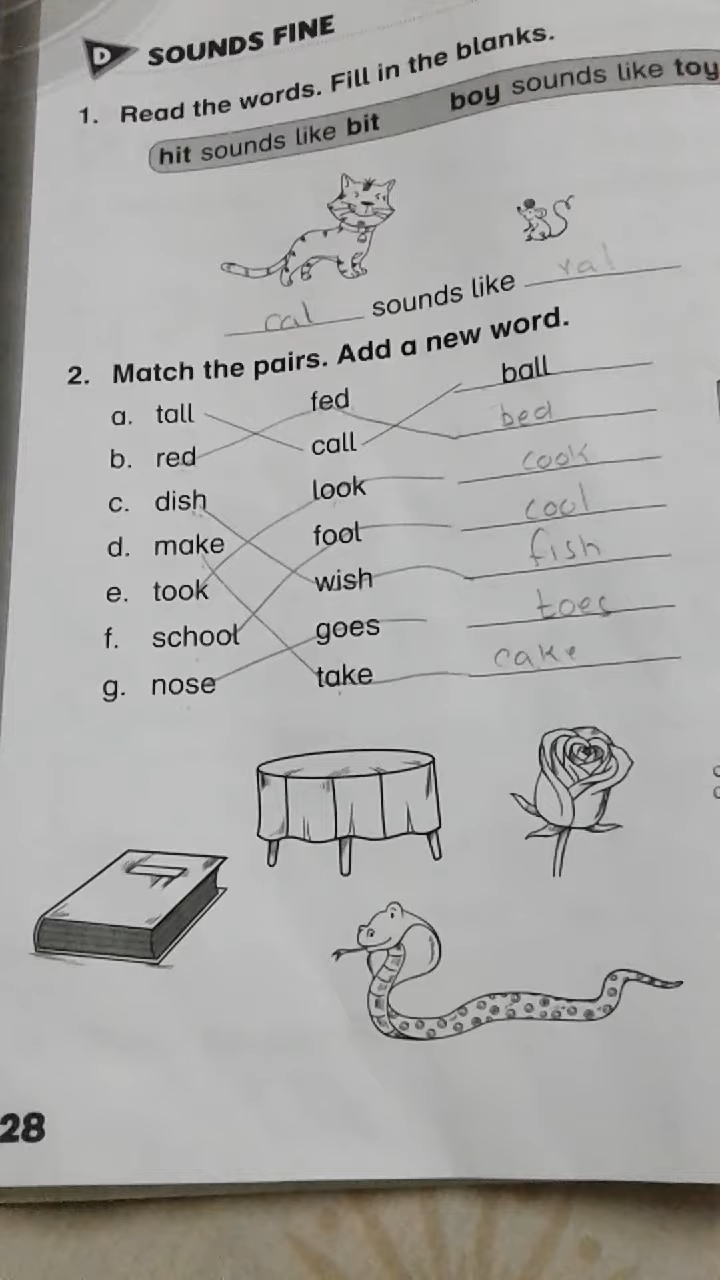 D SOUNDS FINE
1. Read the words. Fill in the blanks.
hit sounds like bit boy sounds like toy
cat sounds like rat
2. Match the pairs. Add a new word.
a. tall fed ball
b. red call bed
c. dish look cook
d. make fool cool
e. took wish fish
f. school goes toes
g. nose take cake
28